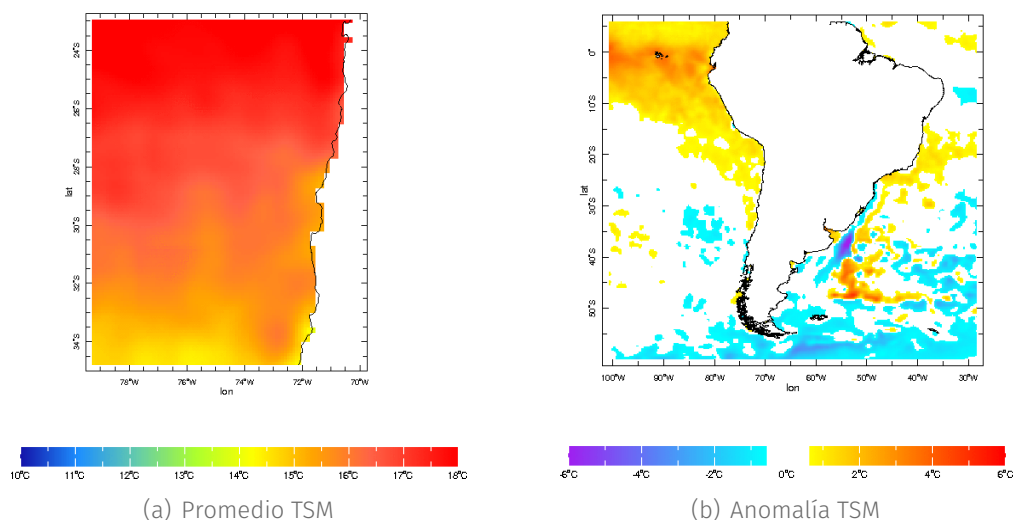 24°S
26°S
28°S
lat
30°S
32°S
34°S
78°W 76°W 74°W 72°W 70°W
lon
0°
10°S
20°S
lat
30°S
40°S
50°S
100°W 90°W 80°W 70°W 60°W 50°W 40°W 30°W
lon
10°C 11°C 12°C 13°C 14°C 15°C 16°C 17°C 18°C
-6°C -4°C -2°C 0°C 2°C 4°C 6°C
(a) Promedio TSM
(b) Anomalía TSM